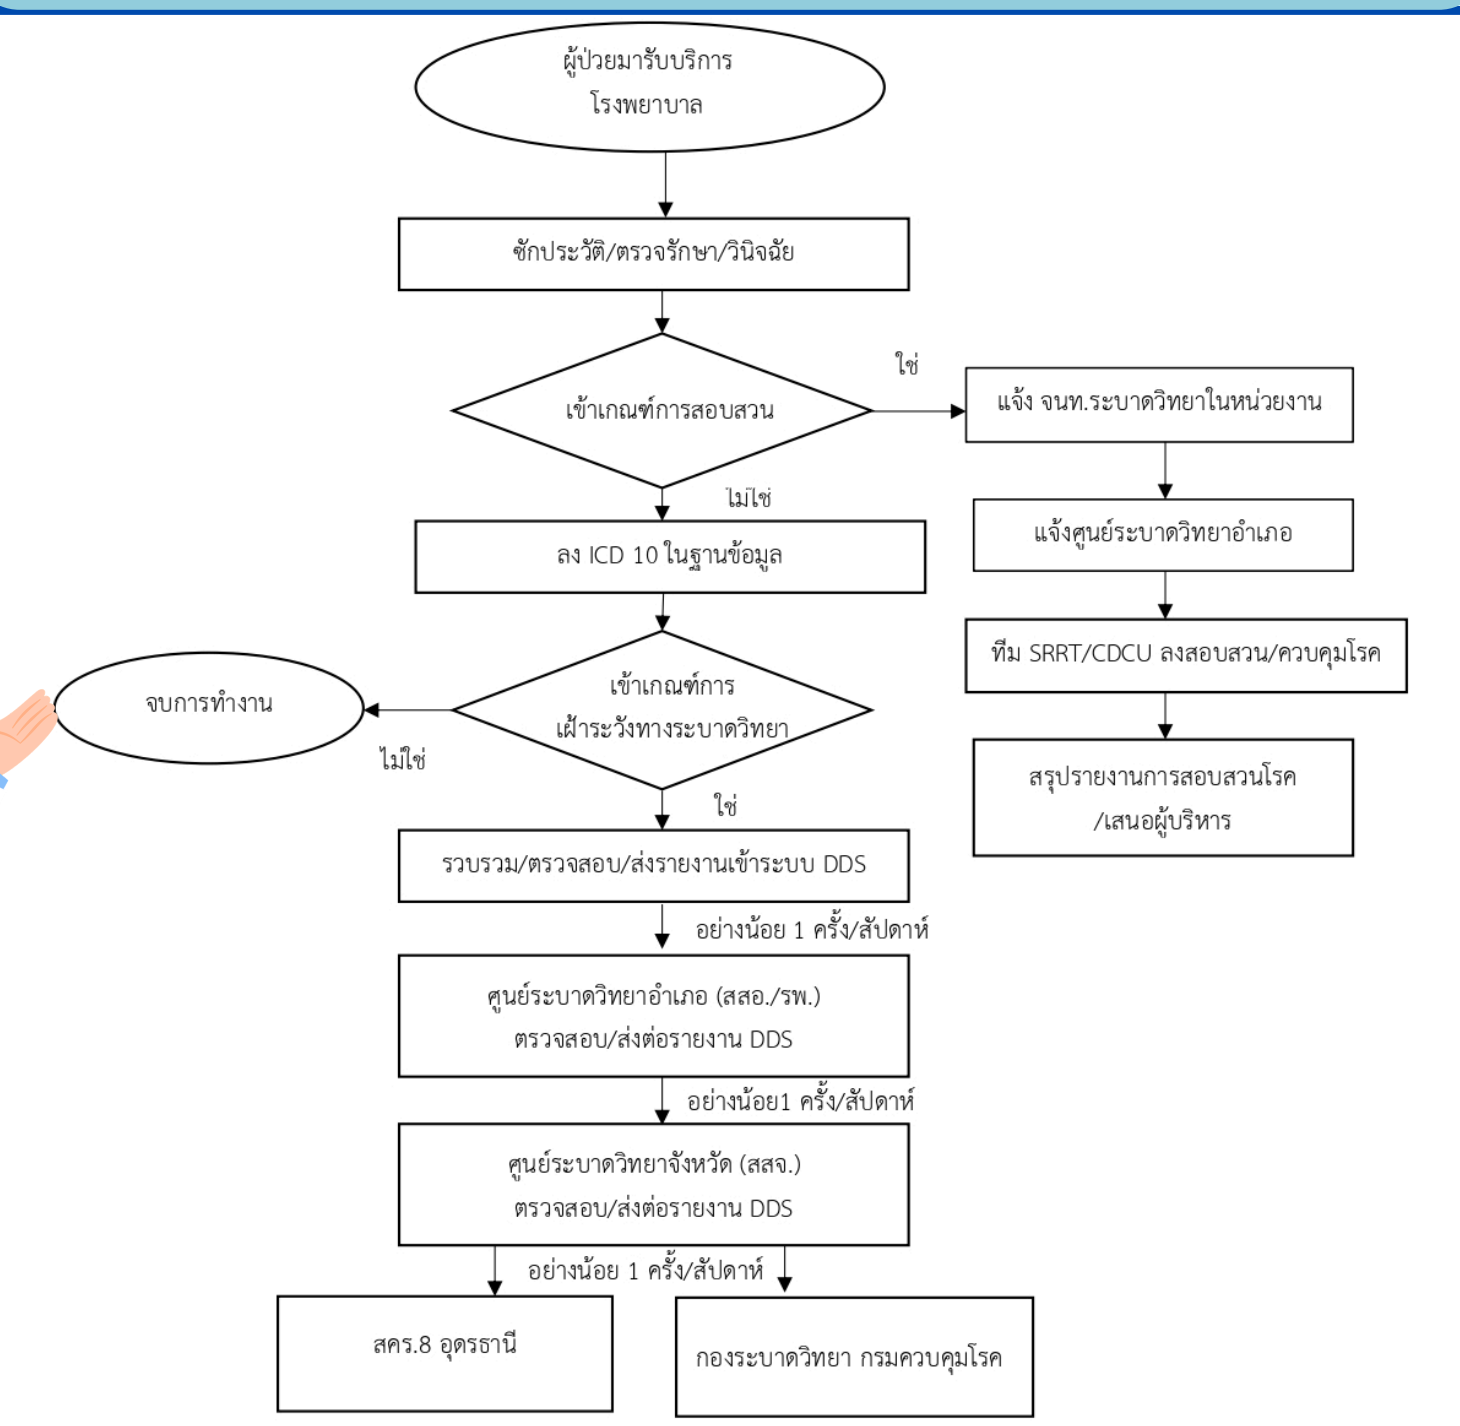 ผู้ป่วยมารับบริการ
โรงพยาบาล
ซักประวัติ/ตรวจรักษา/วินิจฉัย
เข้าเกณฑ์การสอบสวน
ใช่
แจ้ง จนท.ระบาดวิทยาในหน่วยงาน
แจ้งศูนย์ระบาดวิทยาอำเภอ
ทีม SRRT/CDCU ลงสอบสวน/ควบคุมโรค
สรุปรายงานการสอบสวนโรค
/เสนอผู้บริหาร
ไม่ใช่
ลง ICD 10 ในฐานข้อมูล
เข้าเกณฑ์การ
เฝ้าระวังทางระบาดวิทยา
ไม่ใช่
จบการทำงาน
ใช่
รวบรวม/ตรวจสอบ/ส่งรายงานเข้าระบบ DDS
อย่างน้อย 1 ครั้ง/สัปดาห์
ศูนย์ระบาดวิทยาอำเภอ (สสอ./รพ.)
ตรวจสอบ/ส่งต่อรายงาน DDS
อย่างน้อย1 ครั้ง/สัปดาห์
ศูนย์ระบาดวิทยาจังหวัด (สสจ.)
ตรวจสอบ/ส่งต่อรายงาน DDS
อย่างน้อย 1 ครั้ง/สัปดาห์
สคร.8 อุดรธานี
กองระบาดวิทยา กรมควบคุมโรค